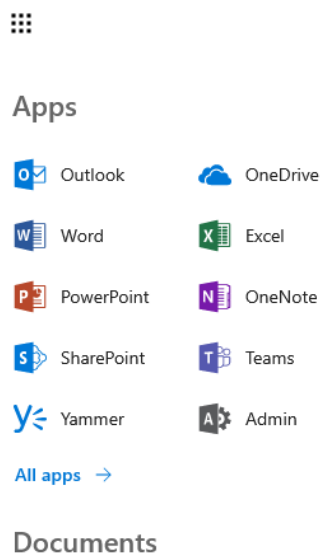 Apps
Outlook
OneDrive
Word
Excel
PowerPoint
OneNote
SharePoint
Teams
Yammer
Admin
All apps
Documents